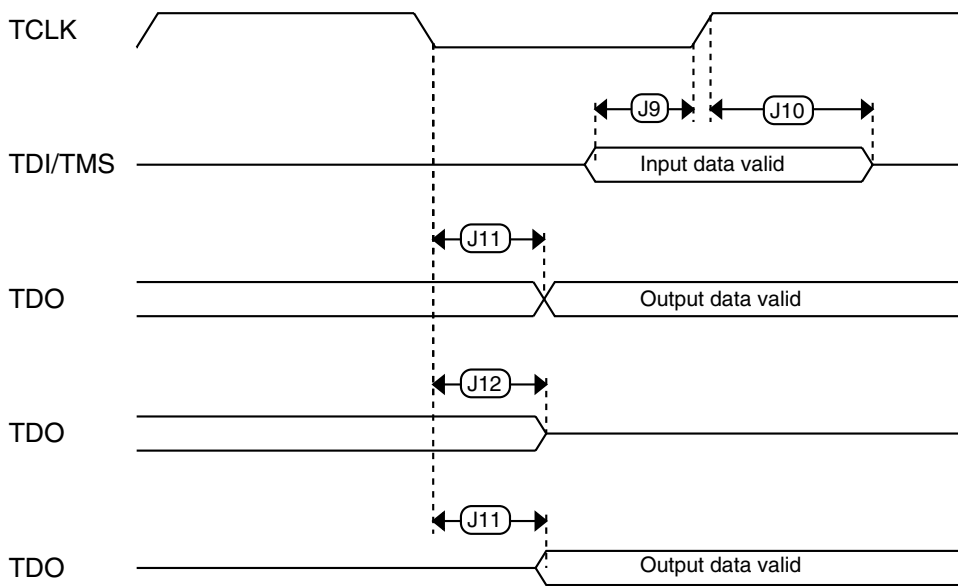 TCLK
J9
J10
TDI/TMS
Input data valid
J11
TDO
Output data valid
J12
TDO
J11
TDO
Output data valid